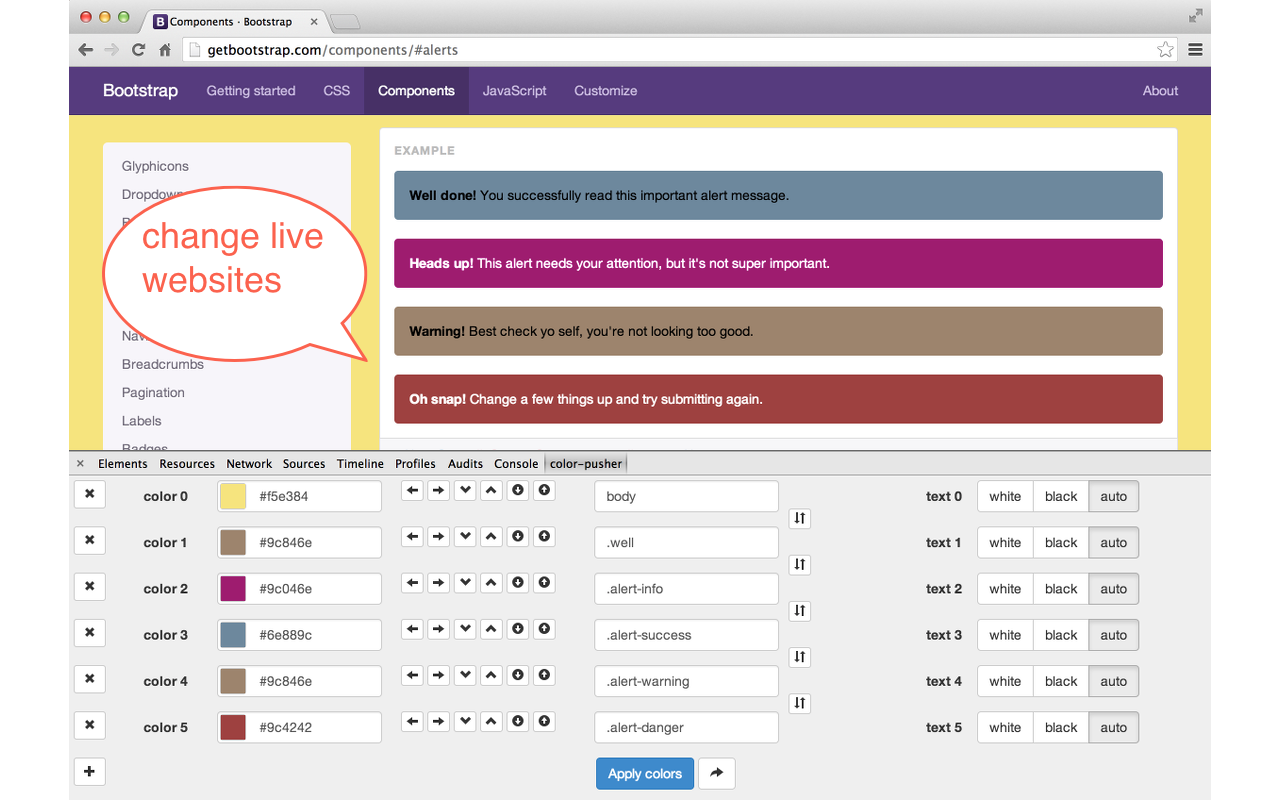 Components · Bootstrap
getbootstrap.com/components/#alerts
Bootstrap Getting started CSS Components JavaScript Customize About
Glyphicons
change live
websites
Breadcrumbs
Pagination
Labels
Badges
EXAMPLE
Well done! You successfully read this important alert message.
Heads up! This alert needs your attention, but it's not super important.
Warning! Best check yo self, you're not looking too good.
Oh snap! Change a few things up and try submitting again.
Elements Resources Network Sources Timeline Profiles Audits Console color-pusher
color 0 #f5e384 body text 0 white black auto
color 1 #9c846e .well text 1 white black auto
color 2 #9c046e .alert-info text 2 white black auto
color 3 #6e889c .alert-success text 3 white black auto
color 4 #9c846e .alert-warning text 4 white black auto
color 5 #9c4242 .alert-danger text 5 white black auto
Apply colors